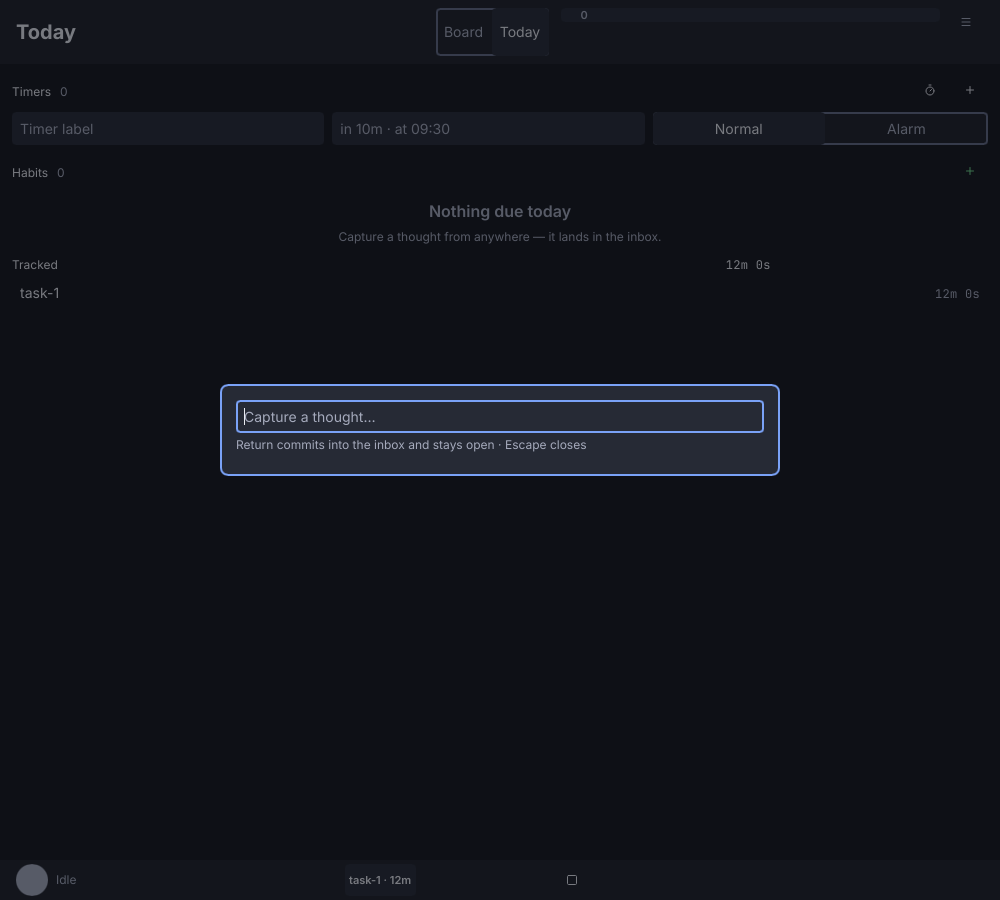 Today
Board Today
0
Timers 0
Timer label
in 10m · at 09:30
Normal
Alarm
Habits 0
Nothing due today
Capture a thought from anywhere — it lands in the inbox.
Tracked 12m 0s
task-1 12m 0s
Capture a thought...
Return commits into the inbox and stays open · Escape closes
Idle
task-1 · 12m